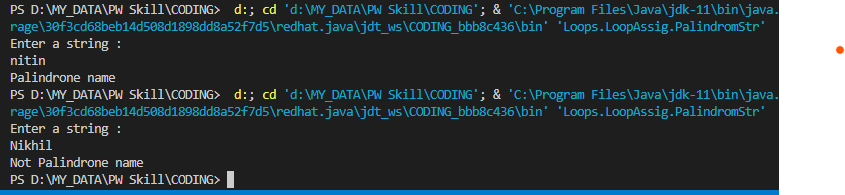 PS D:\MY_DATA\PW Skill\CODING>  d:; cd 'd:\MY_DATA\PW Skill\CODING'; & 'C:\Program Files\Java\jdk-11\bin\java.
rage\30f3cd68beb14d508d1898dd8a52f7d5\redhat.java\jdt_ws\CODING_bbb8c436\bin' 'Loops.LoopAssig.PalindromStr'
Enter a string :
nitin
Palindrone name
PS D:\MY_DATA\PW Skill\CODING>  d:; cd 'd:\MY_DATA\PW Skill\CODING'; & 'C:\Program Files\Java\jdk-11\bin\java.
rage\30f3cd68beb14d508d1898dd8a52f7d5\redhat.java\jdt_ws\CODING_bbb8c436\bin' 'Loops.LoopAssig.PalindromStr'
Enter a string :
Nikhil
Not Palindrone name
PS D:\MY_DATA\PW Skill\CODING>